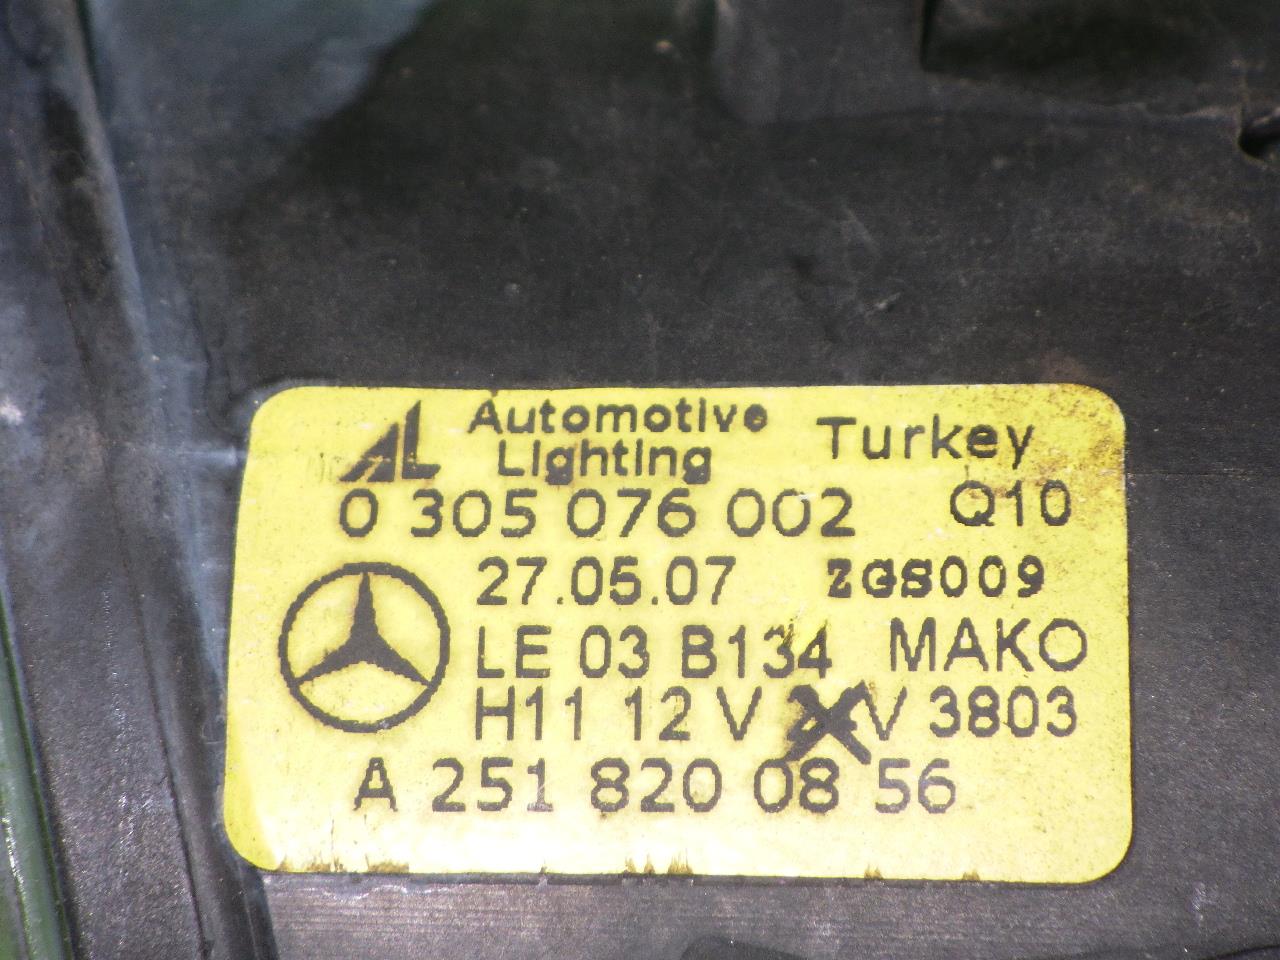 AL Automotive Lighting Turkey
0 305 076 002 Q10
27.05.07 ZGS009
LE 03 B134 MAKO
H11 12 V V 3803
A 251 820 08 56